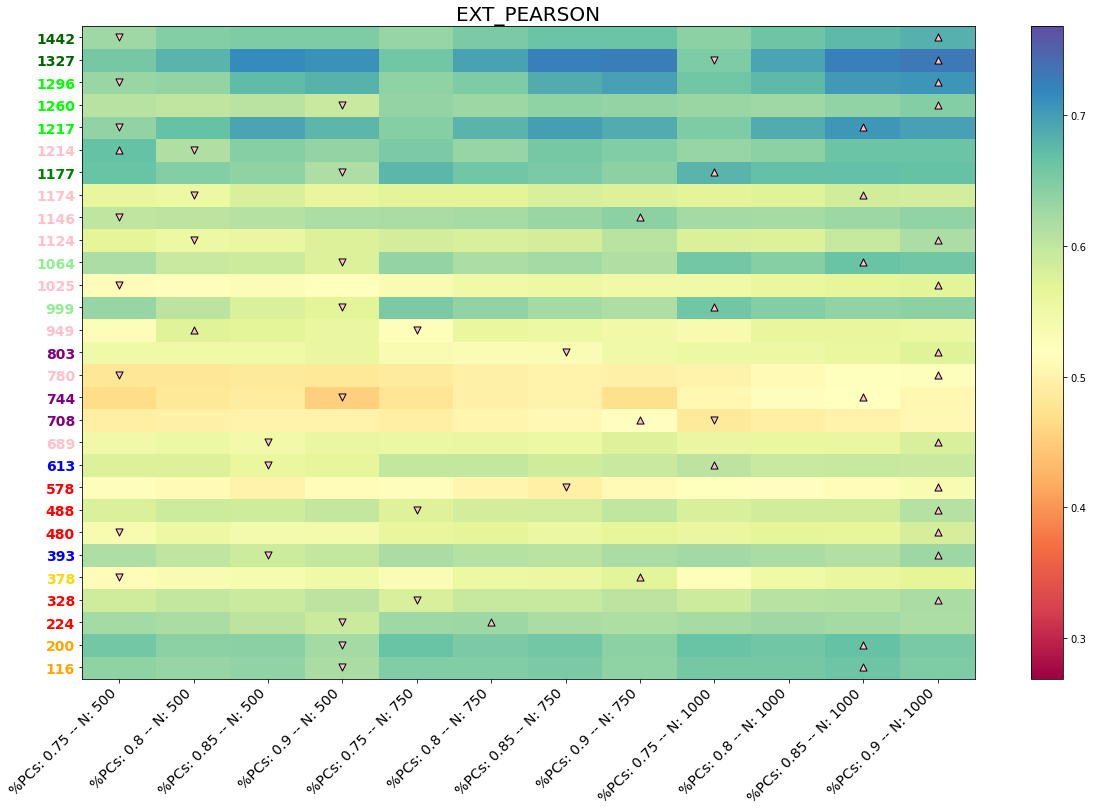 EXT_PEARSON
1442
1327
1296
1260
1217
1214
1177
1174
1146
1124
1064
1025
999
949
803
780
744
708
689
613
578
488
480
393
378
328
224
200
116
0.7
0.6
0.5
0.4
0.3
%PCs: 0.75 -- N: 500
%PCs: 0.8 -- N: 500
%PCs: 0.85 -- N: 500
%PCs: 0.9 -- N: 500
%PCs: 0.75 -- N: 750
%PCs: 0.8 -- N: 750
%PCs: 0.85 -- N: 750
%PCs: 0.9 -- N: 750
%PCs: 0.75 -- N: 1000
%PCs: 0.8 -- N: 1000
%PCs: 0.85 -- N: 1000
%PCs: 0.9 -- N: 1000